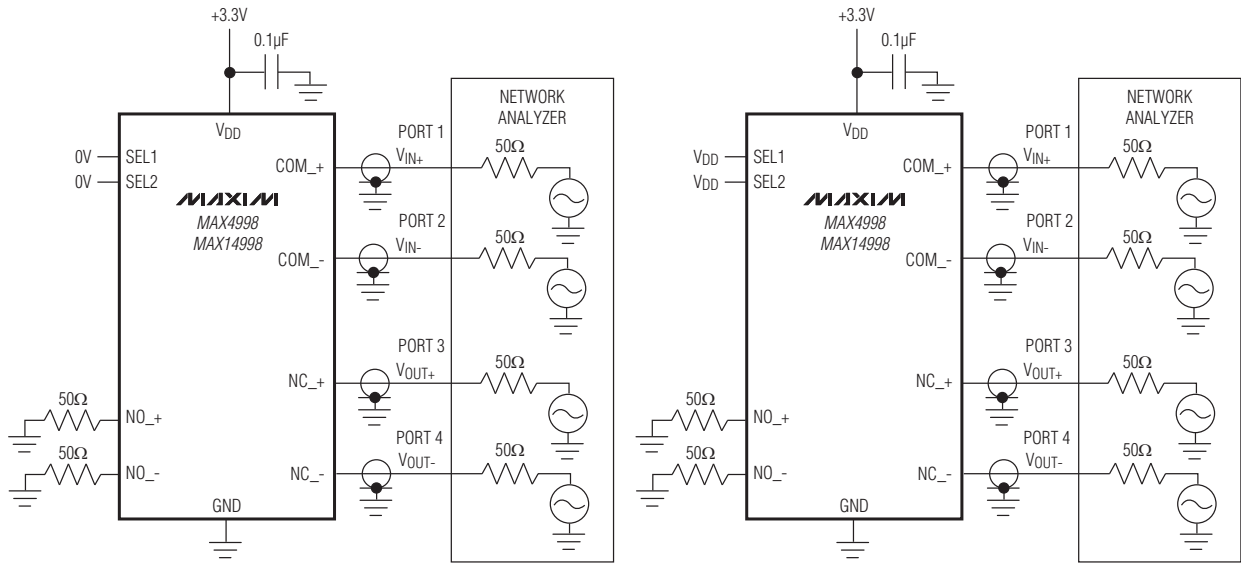 +3.3V
0.1µF
NETWORK
ANALYZER
VDD
PORT 1
50Ω
0V
SEL1
COM_+
VIN+
0V
SEL2
MAXIM
MAX4998
MAX14998
PORT 2
50Ω
VIN-
COM_-
PORT 3
50Ω
VOUT+
NC_+
50Ω
NO_+
PORT 4
50Ω
50Ω
VOUT-
NO_-
NC_-
GND
+3.3V
0.1µF
NETWORK
ANALYZER
VDD
PORT 1
50Ω
VDD
SEL1
COM_+
VIN+
VDD
SEL2
MAXIM
MAX4998
MAX14998
PORT 2
50Ω
VIN-
COM_-
PORT 3
50Ω
VOUT+
NC_+
50Ω
NO_+
PORT 4
50Ω
50Ω
VOUT-
NO_-
NC_-
GND